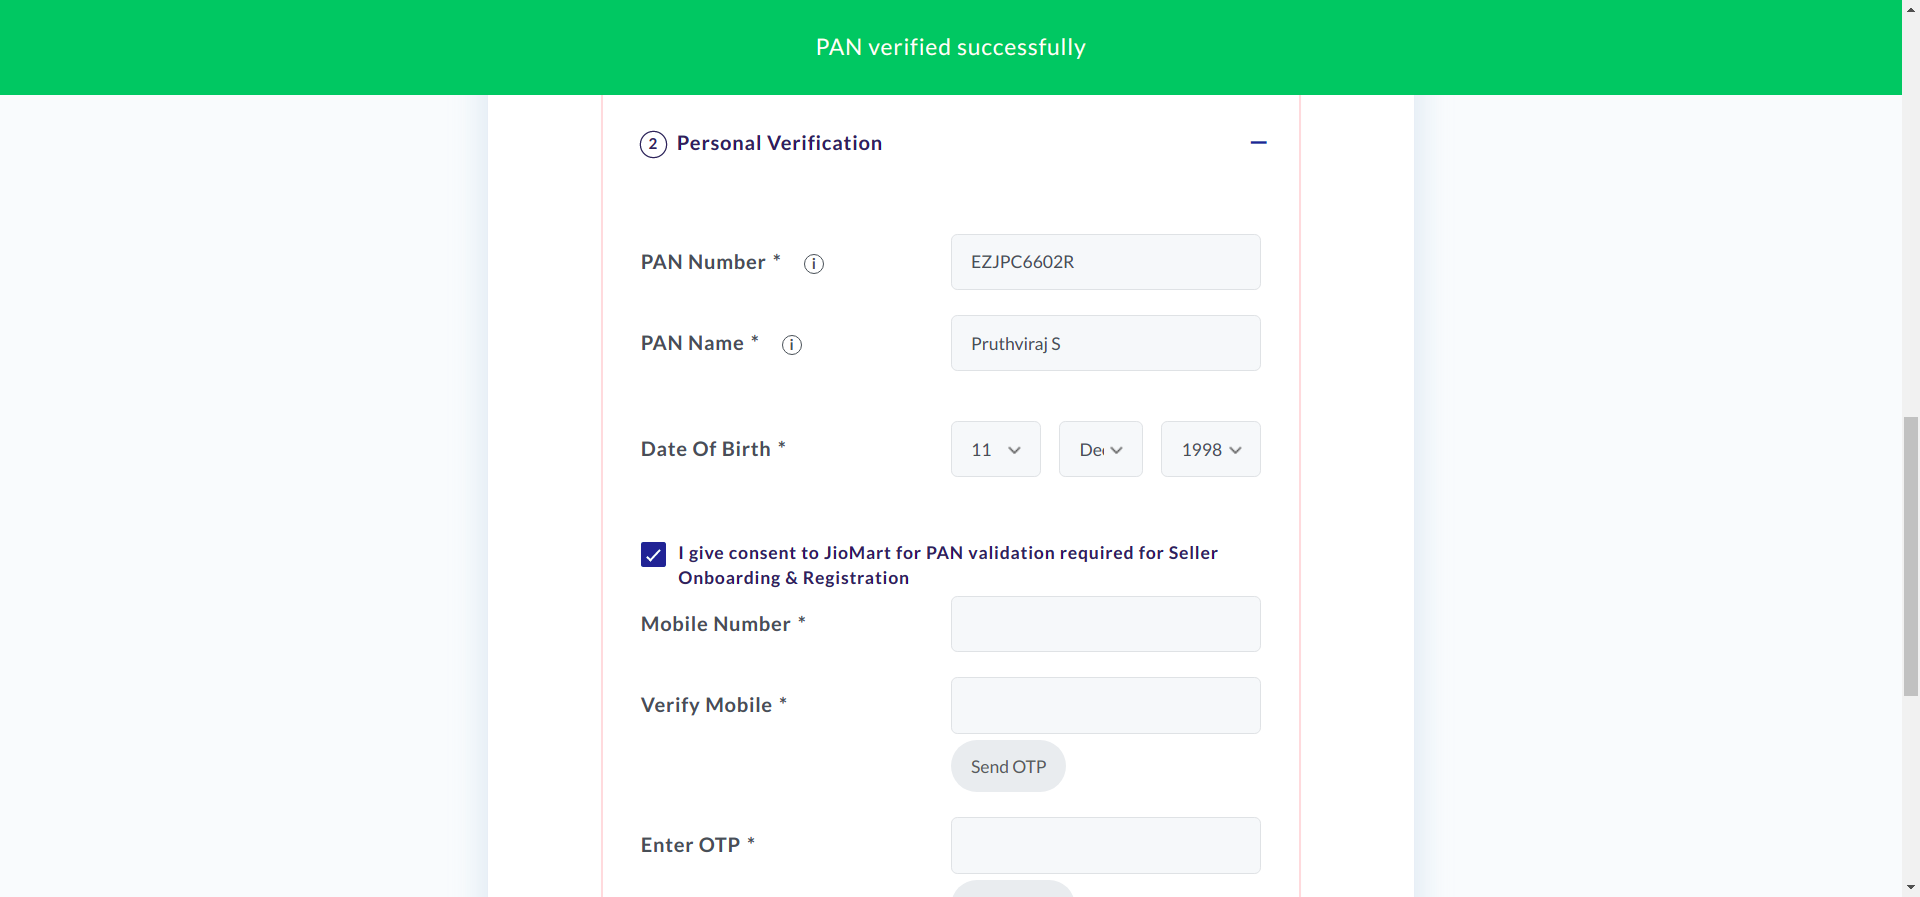 PAN verified successfully
2 Personal Verification
PAN Number * i
EZJPC6602R
PAN Name * i
Pruthviraj S
Date Of Birth *
11
Dec
1998
I give consent to JioMart for PAN validation required for Seller
Onboarding & Registration
Mobile Number *
Verify Mobile *
Send OTP
Enter OTP *